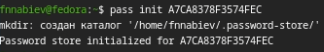 fnnabiev@fedora:~$ pass init A7CA8378F3574FEC
mkdir: создан каталог '/home/fnnabiev/.password-store/'
Password store initialized for A7CA8378F3574FEC